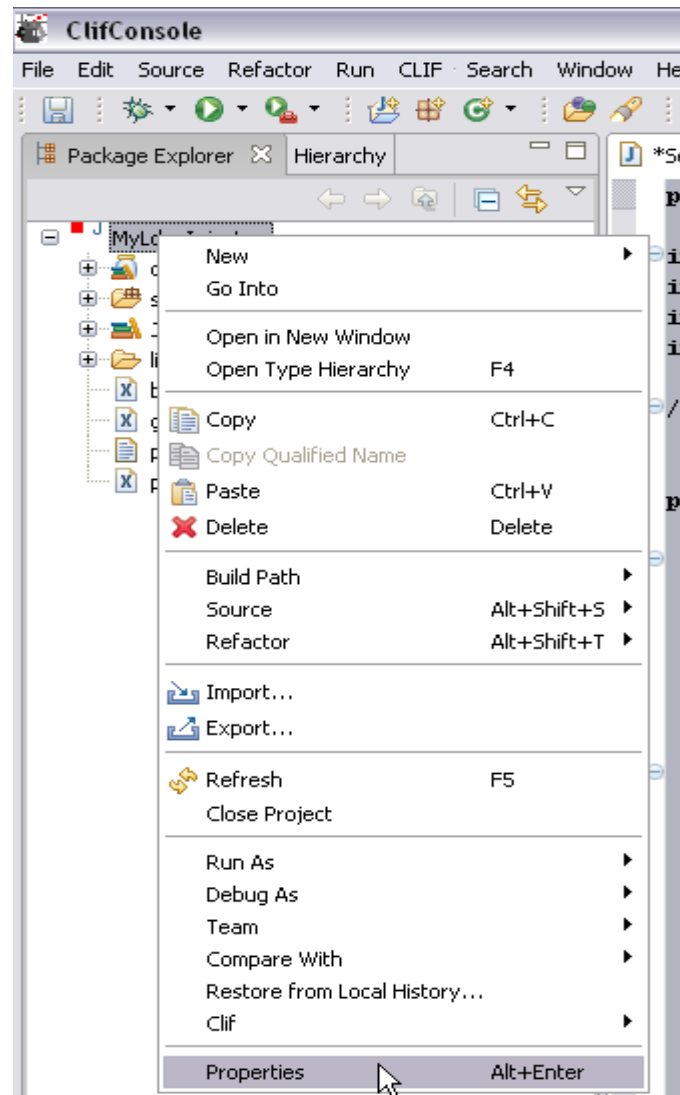 ClifConsole
File Edit Source Refactor Run CLIF Search Window He
Package Explorer Hierarchy
New
Go Into
Open in New Window
Open Type Hierarchy F4
Copy Ctrl+C
Copy Qualified Name
Paste Ctrl+V
Delete Delete
Build Path
Source Alt+Shift+S
Refactor Alt+Shift+T
Import...
Export...
Refresh F5
Close Project
Run As
Debug As
Team
Compare With
Restore from Local History...
Clif
Properties Alt+Enter